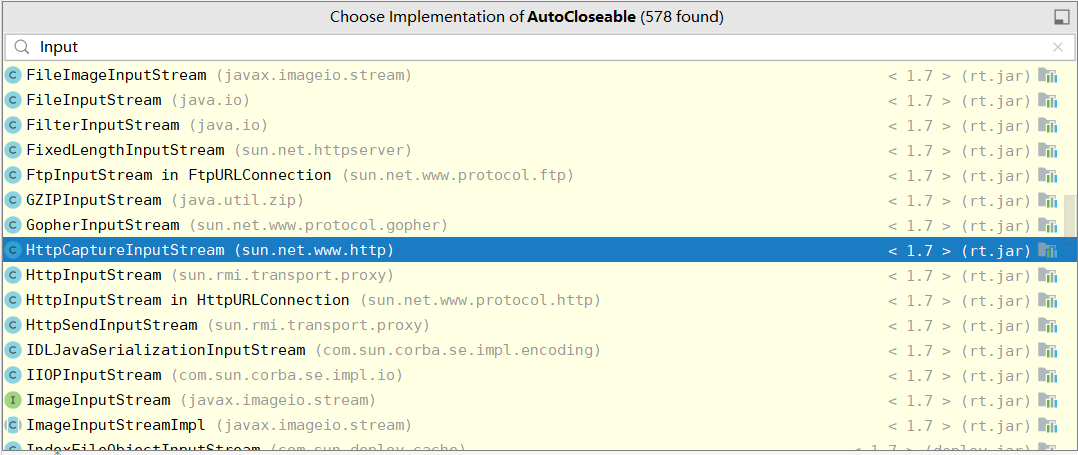 Choose Implementation of AutoCloseable (578 found)
Input
C FileImageInputStream (javax.imageio.stream) < 1.7 > (rt.jar)
C FileInputStream (java.io) < 1.7 > (rt.jar)
C FilterInputStream (java.io) < 1.7 > (rt.jar)
C FixedLengthInputStream (sun.net.httpserver) < 1.7 > (rt.jar)
C FtpInputStream in FtpURLConnection (sun.net.www.protocol.ftp) < 1.7 > (rt.jar)
C GZIPInputStream (java.util.zip) < 1.7 > (rt.jar)
C GopherInputStream (sun.net.www.protocol.gopher) < 1.7 > (rt.jar)
C HttpCaptureInputStream (sun.net.www.http) < 1.7 > (rt.jar)
C HttpInputStream (sun.rmi.transport.proxy) < 1.7 > (rt.jar)
C HttpInputStream in HttpURLConnection (sun.net.www.protocol.http) < 1.7 > (rt.jar)
C HttpSendInputStream (sun.rmi.transport.proxy) < 1.7 > (rt.jar)
C IDLJavaSerializationInputStream (com.sun.corba.se.impl.encoding) < 1.7 > (rt.jar)
C IIOPInputStream (com.sun.corba.se.impl.io) < 1.7 > (rt.jar)
I ImageInputStream (javax.imageio.stream) < 1.7 > (rt.jar)
C ImageInputStreamImpl (javax.imageio.stream) < 1.7 > (rt.jar)
IndexFileObjectInputStream (com.sun.deploy.cache) < 1.7 > (deploy.jar)